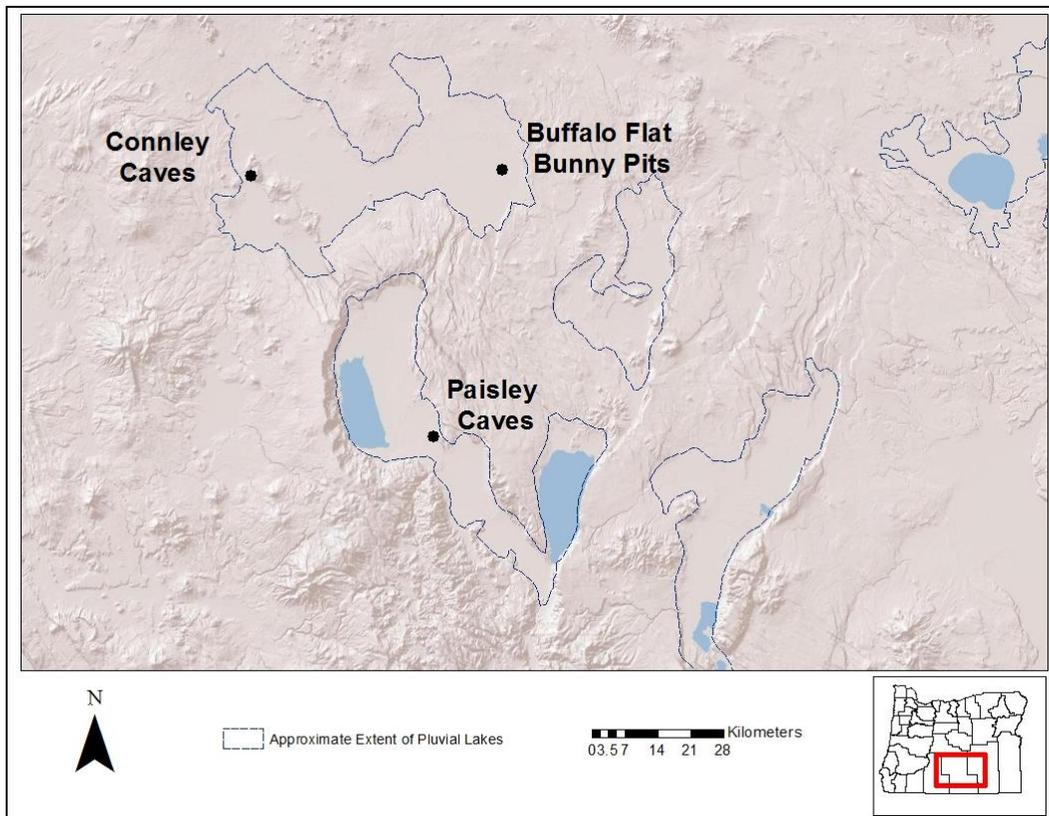 Connley
Caves
Buffalo Flat
Bunny Pits
Paisley
Caves
N
Approximate Extent of Pluvial Lakes
Kilometers
03.57 14 21 28